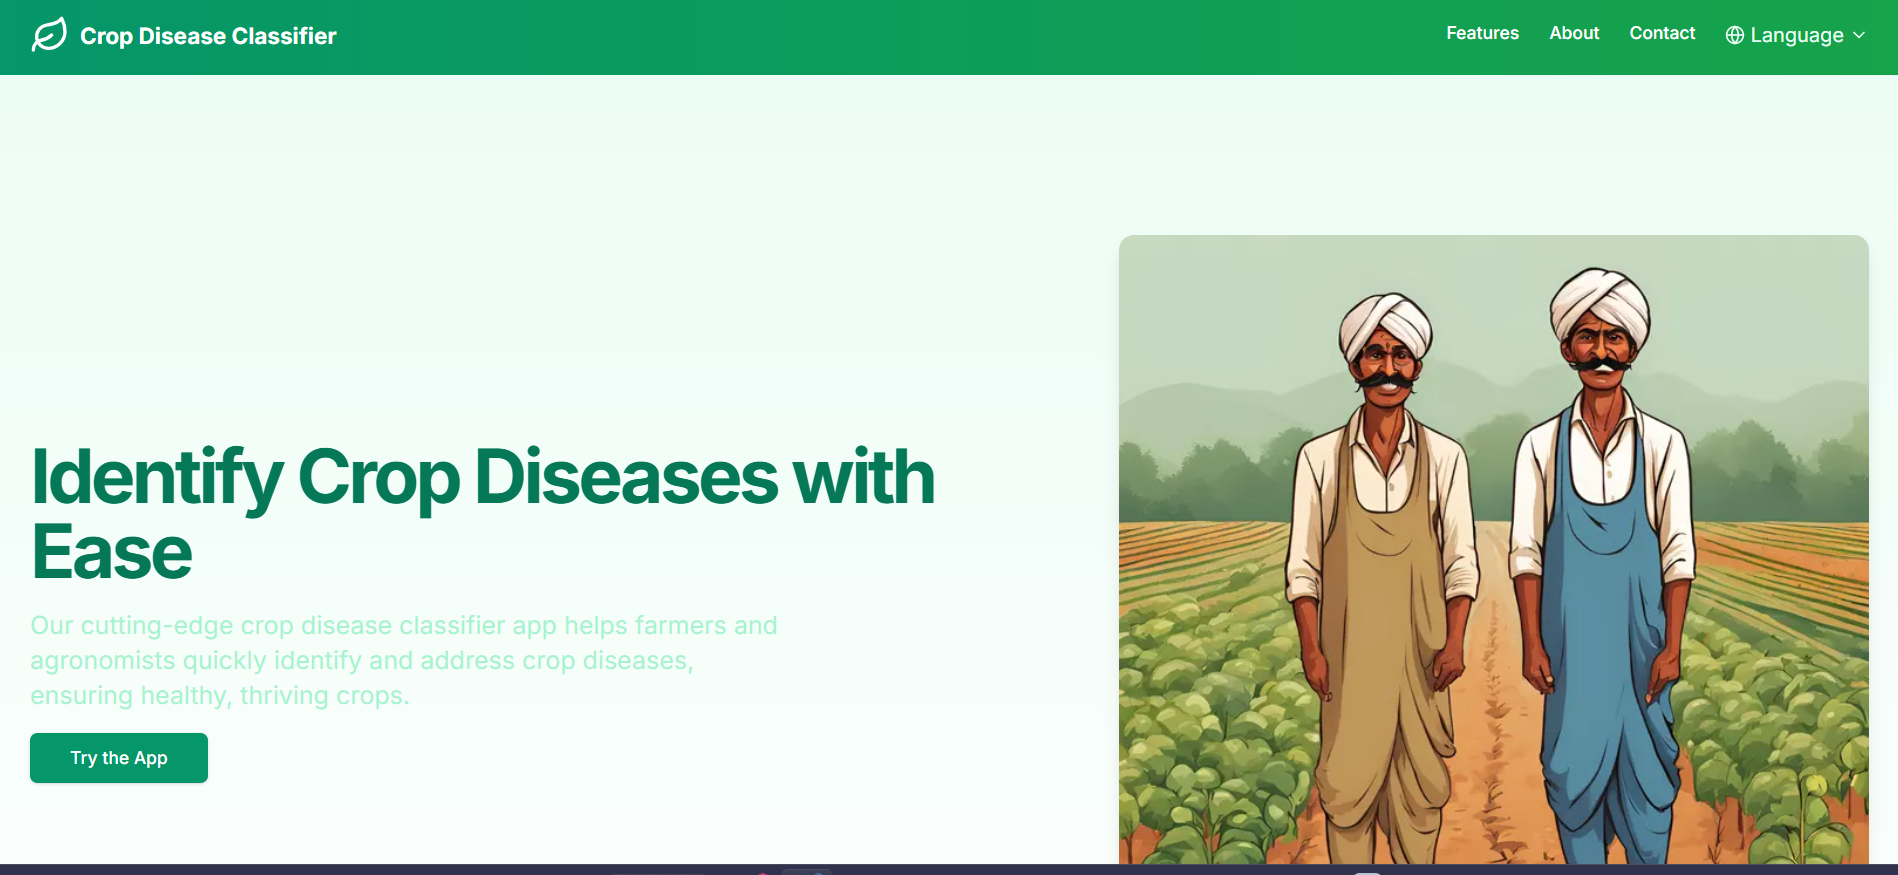 Crop Disease Classifier
Features
About
Contact
Language
Identify Crop Diseases with
Ease
Our cutting-edge crop disease classifier app helps farmers and
agronomists quickly identify and address crop diseases,
ensuring healthy, thriving crops.
Try the App